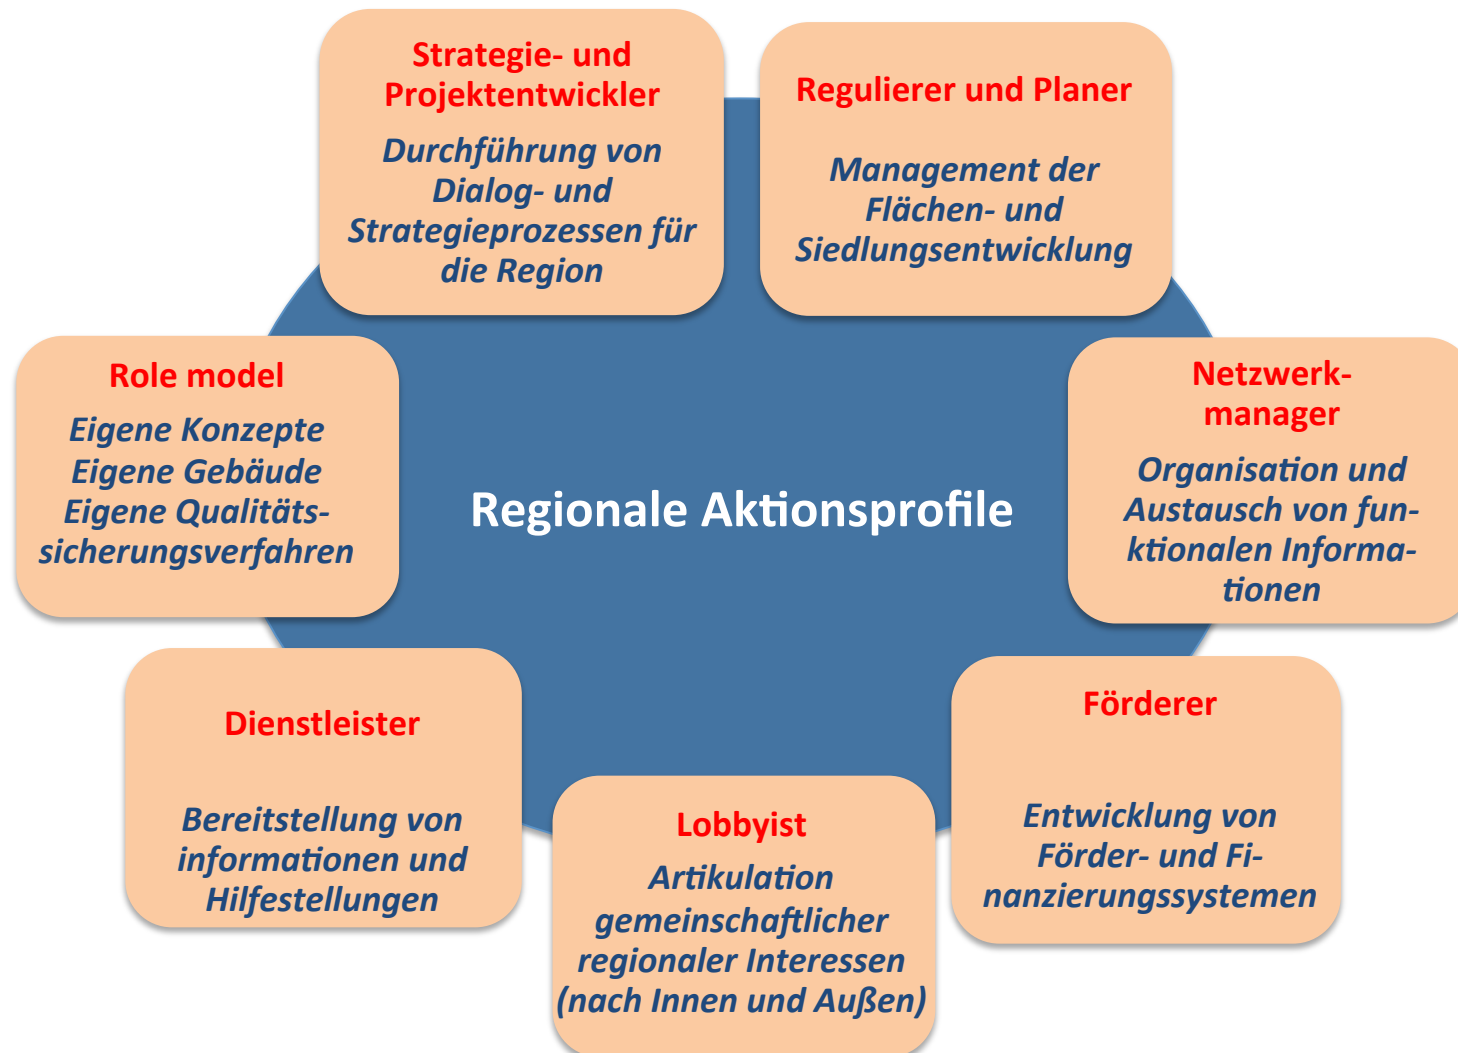 Strategie- und
Projektentwickler
Durchführung von
Dialog- und
Strategieprozessen für
die Region
Regulierer und Planer
Management der
Flächen- und
Siedlungsentwicklung
Role model
Eigene Konzepte
Eigene Gebäude
Eigene Qualitäts-
sicherungsverfahren
Regionale Aktionsprofile
Netzwerk-
manager
Organisation und
Austausch von fun-
ktionalen Informa-
tionen
Dienstleister
Bereitstellung von
informationen und
Hilfestellungen
Lobbyist
Artikulation
gemeinschaftlicher
regionaler Interessen
(nach Innen und Außen)
Förderer
Entwicklung von
Förder- und Fi-
nanzierungssystemen